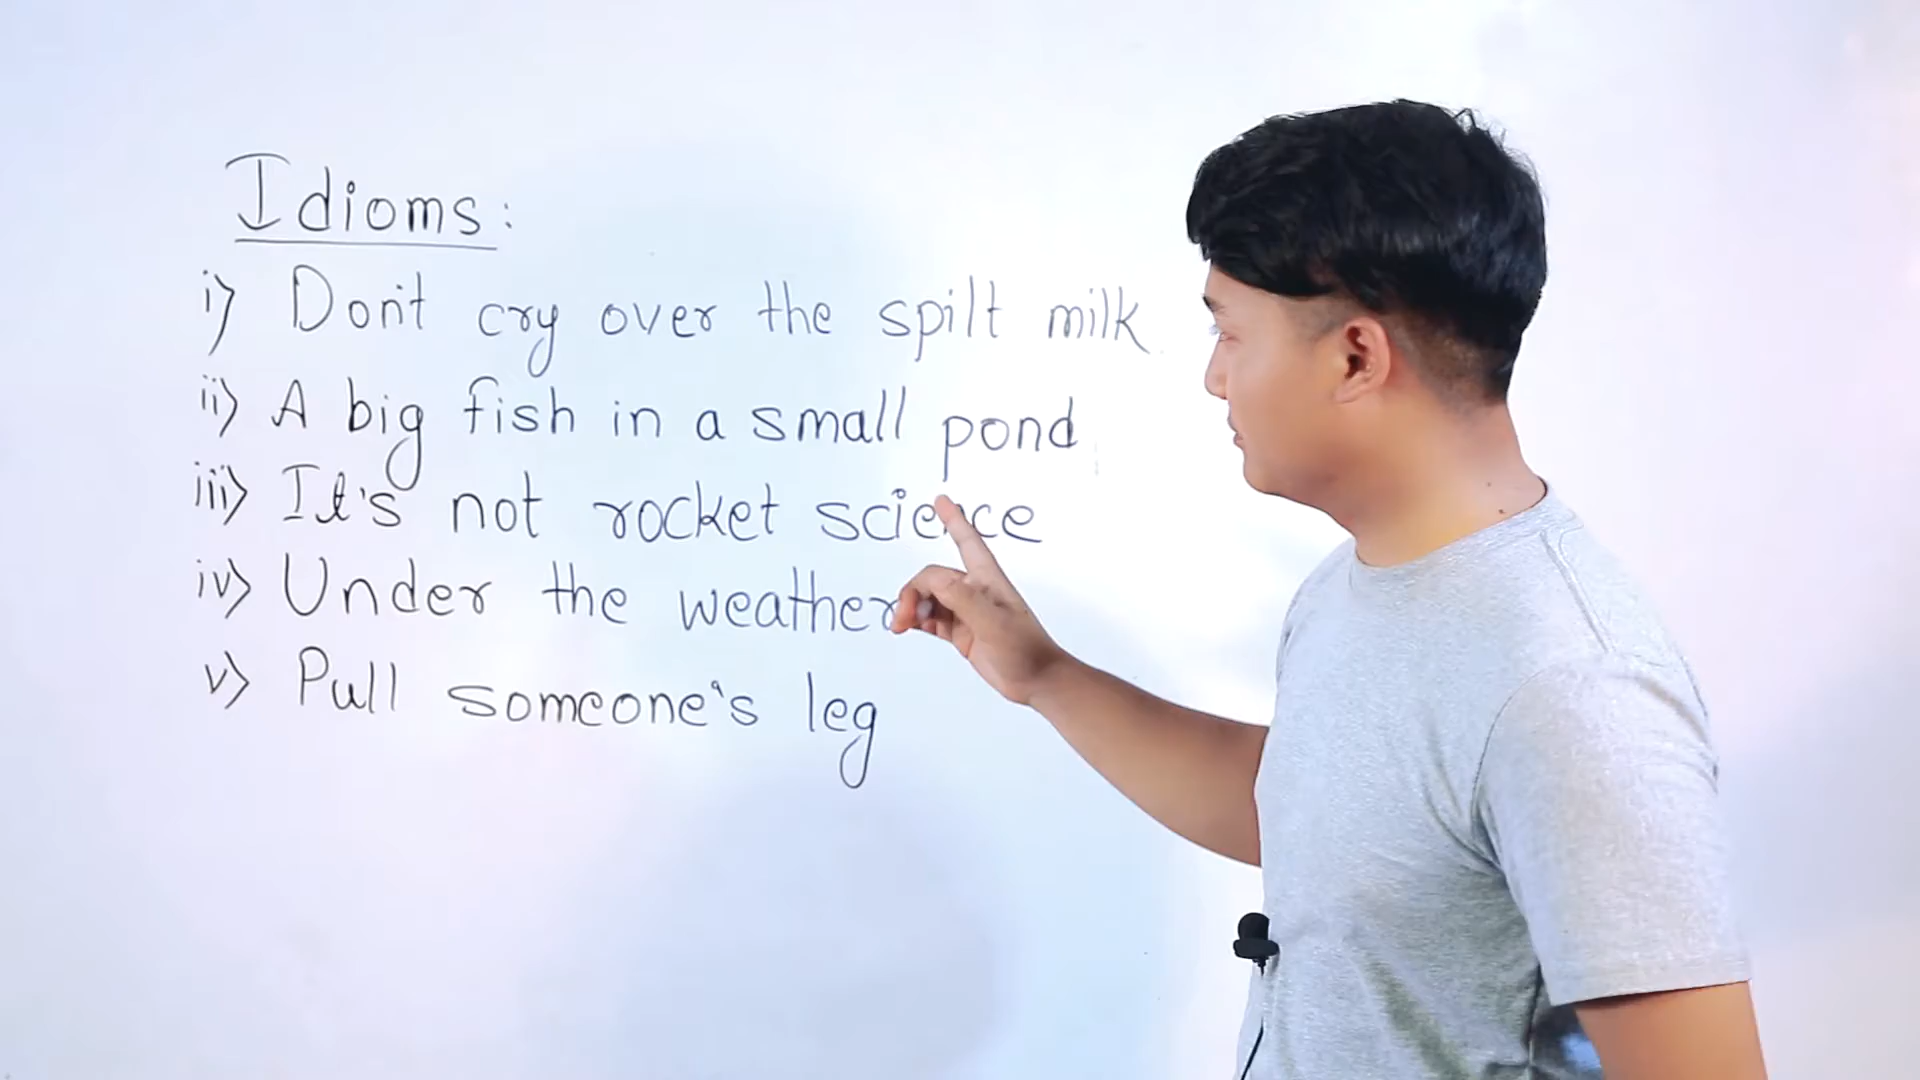 Idioms:
i) Don't cry over the spilt milk.
ii) A big fish in a small pond
iii) It's not rocket science
iv) Under the weather
v) Pull someone's leg